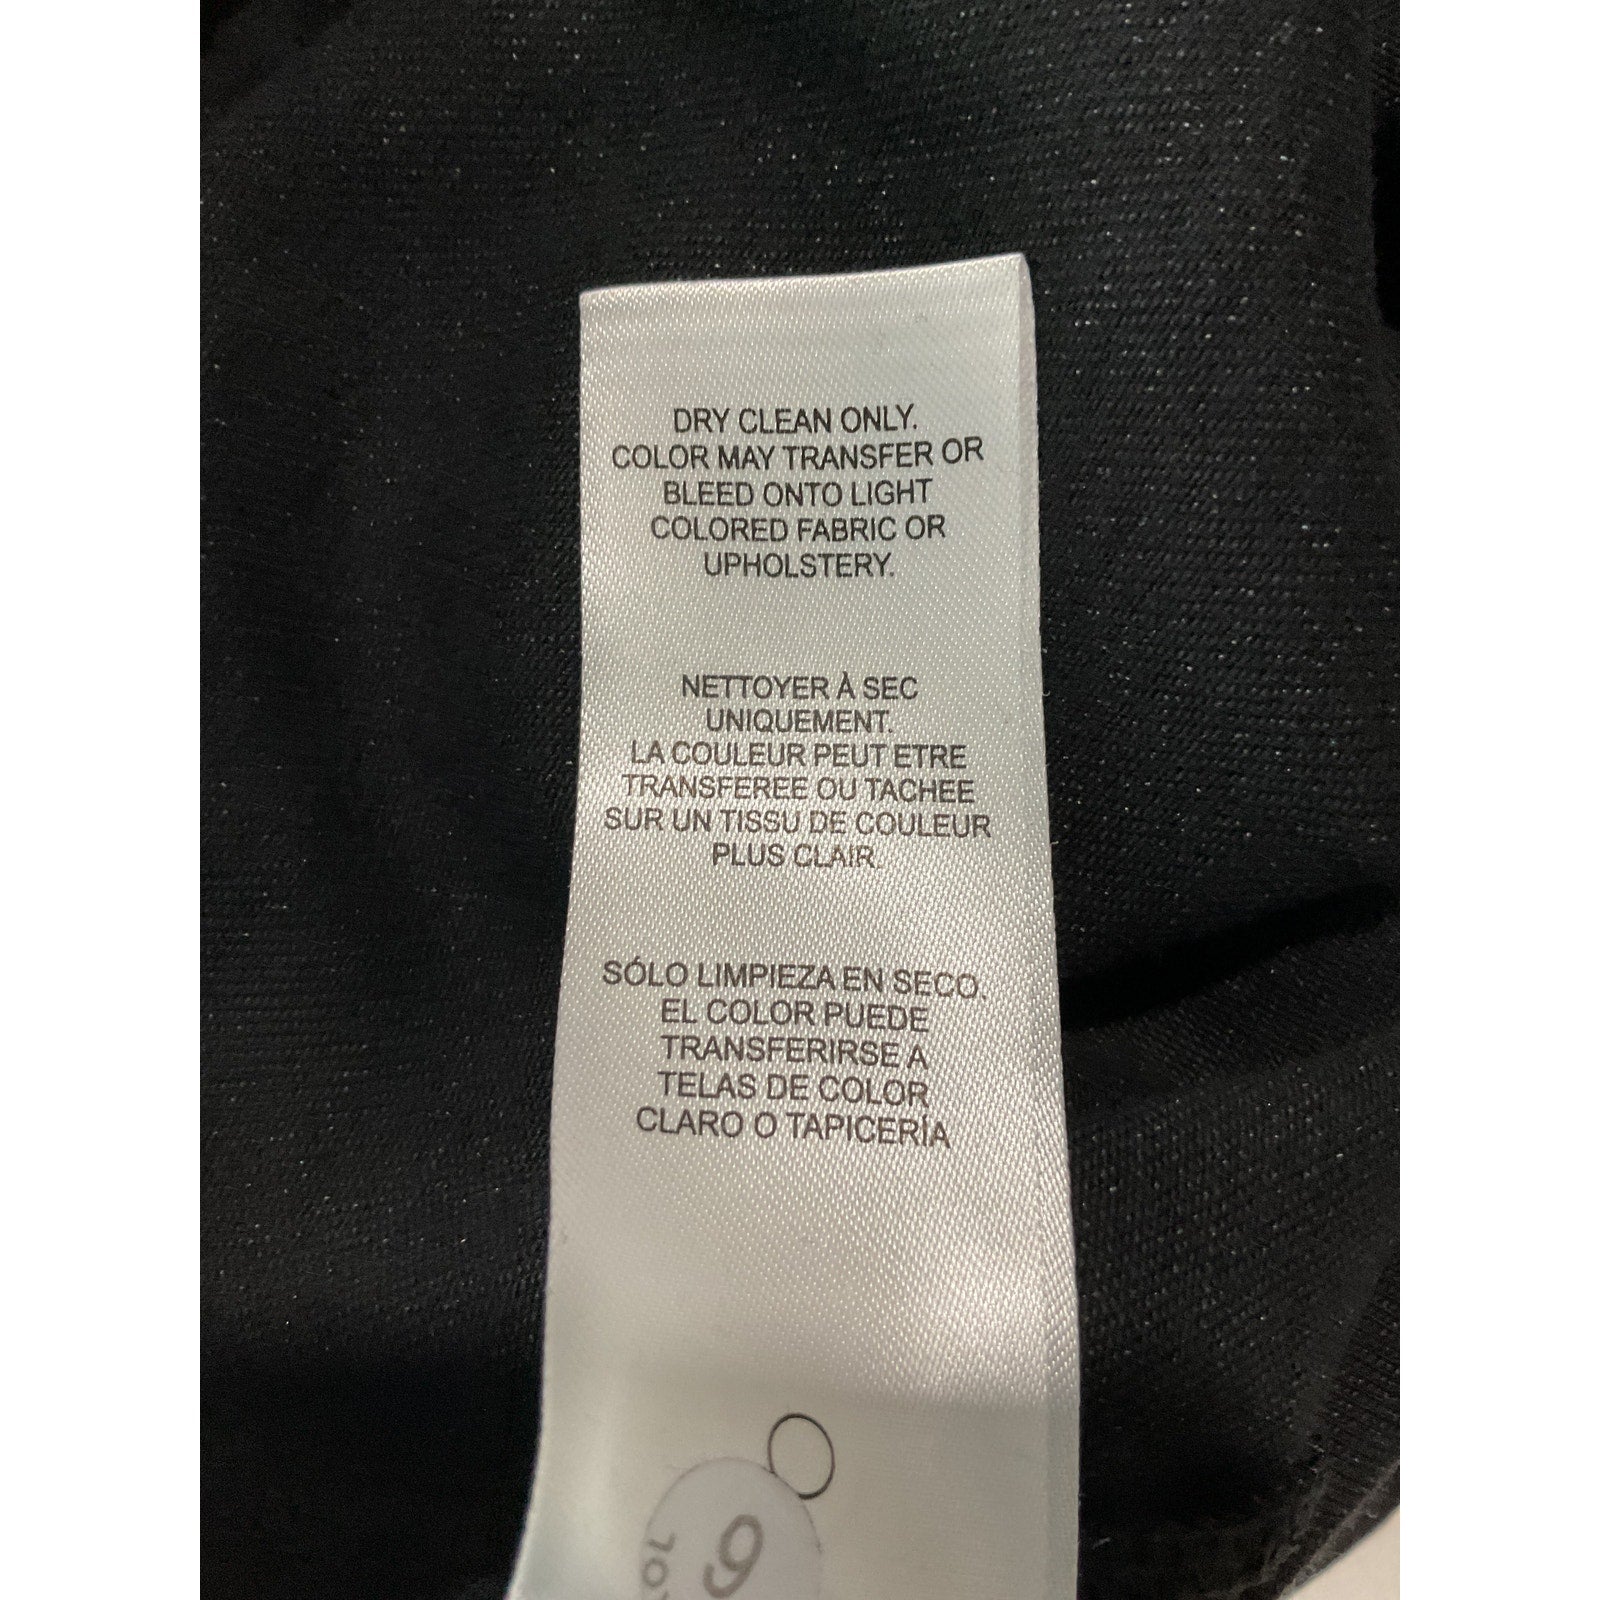 DRY CLEAN ONLY.
COLOR MAY TRANSFER OR
BLEED ONTO LIGHT
COLORED FABRIC OR
UPHOLSTERY.
NETTOYER À SEC
UNIQUEMENT.
LA COULEUR PEUT ETRE
TRANSFEREE OU TACHEE
SUR UN TISSU DE COULEUR
PLUS CLAIR.
SÓLO LIMPIEZA EN SECO.
EL COLOR PUEDE
TRANSFERIRSE A
TELAS DE COLOR
CLARO O TAPICERÍA